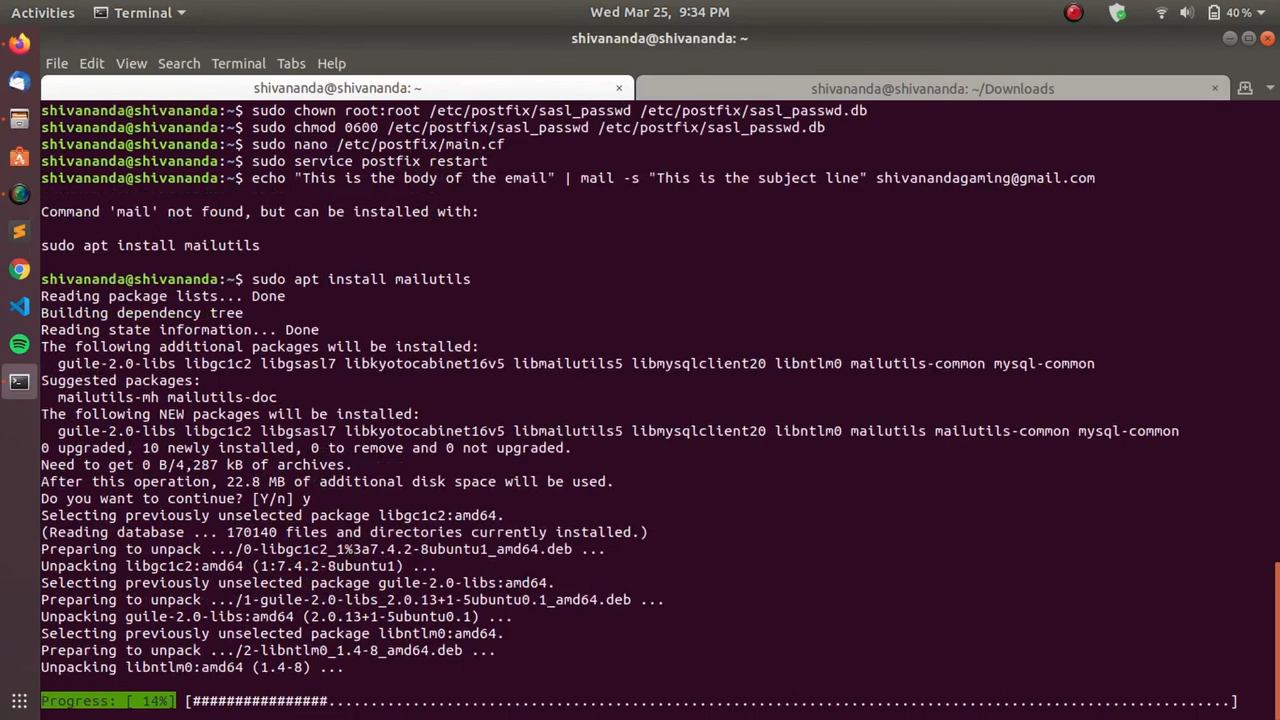 Activities Terminal Wed Mar 25, 9:34 PM 40%
shivananda@shivananda: ~
File Edit View Search Terminal Tabs Help
shivananda@shivananda: ~ × shivananda@shivananda: ~/Downloads ×
shivananda@shivananda:~$ sudo chown root:root /etc/postfix/sasl_passwd /etc/postfix/sasl_passwd.db
shivananda@shivananda:~$ sudo chmod 0600 /etc/postfix/sasl_passwd /etc/postfix/sasl_passwd.db
shivananda@shivananda:~$ sudo nano /etc/postfix/main.cf
shivananda@shivananda:~$ sudo service postfix restart
shivananda@shivananda:~$ echo "This is the body of the email" | mail -s "This is the subject line" shivanandagaming@gmail.com
Command 'mail' not found, but can be installed with:
sudo apt install mailutils
shivananda@shivananda:~$ sudo apt install mailutils
Reading package lists... Done
Building dependency tree
Reading state information... Done
The following additional packages will be installed:
guile-2.0-libs libgc1c2 libgsasl7 libkyotocabinet16v5 libmailutils5 libmysqlclient20 libntlm0 mailutils-common mysql-common
Suggested packages:
mailutils-mh mailutils-doc
The following NEW packages will be installed:
guile-2.0-libs libgc1c2 libgsasl7 libkyotocabinet16v5 libmailutils5 libmysqlclient20 libntlm0 mailutils mailutils-common mysql-common
0 upgraded, 10 newly installed, 0 to remove and 0 not upgraded.
Need to get 0 B/4,287 kB of archives.
After this operation, 22.8 MB of additional disk space will be used.
Do you want to continue? [Y/n] y
Selecting previously unselected package libgc1c2:amd64.
(Reading database ... 170140 files and directories currently installed.)
Preparing to unpack .../0-libgc1c2_1%3a7.4.2-8ubuntu1_amd64.deb ...
Unpacking libgc1c2:amd64 (1:7.4.2-8ubuntu1) ...
Selecting previously unselected package guile-2.0-libs:amd64.
Preparing to unpack .../1-guile-2.0-libs_2.0.13+1-5ubuntu0.1_amd64.deb ...
Unpacking guile-2.0-libs:amd64 (2.0.13+1-5ubuntu0.1) ...
Selecting previously unselected package libntlm0:amd64.
Preparing to unpack .../2-libntlm0_1.4-8_amd64.deb ...
Unpacking libntlm0:amd64 (1.4-8) ...
Progress: [ 14%] [################...........................................................................................................]